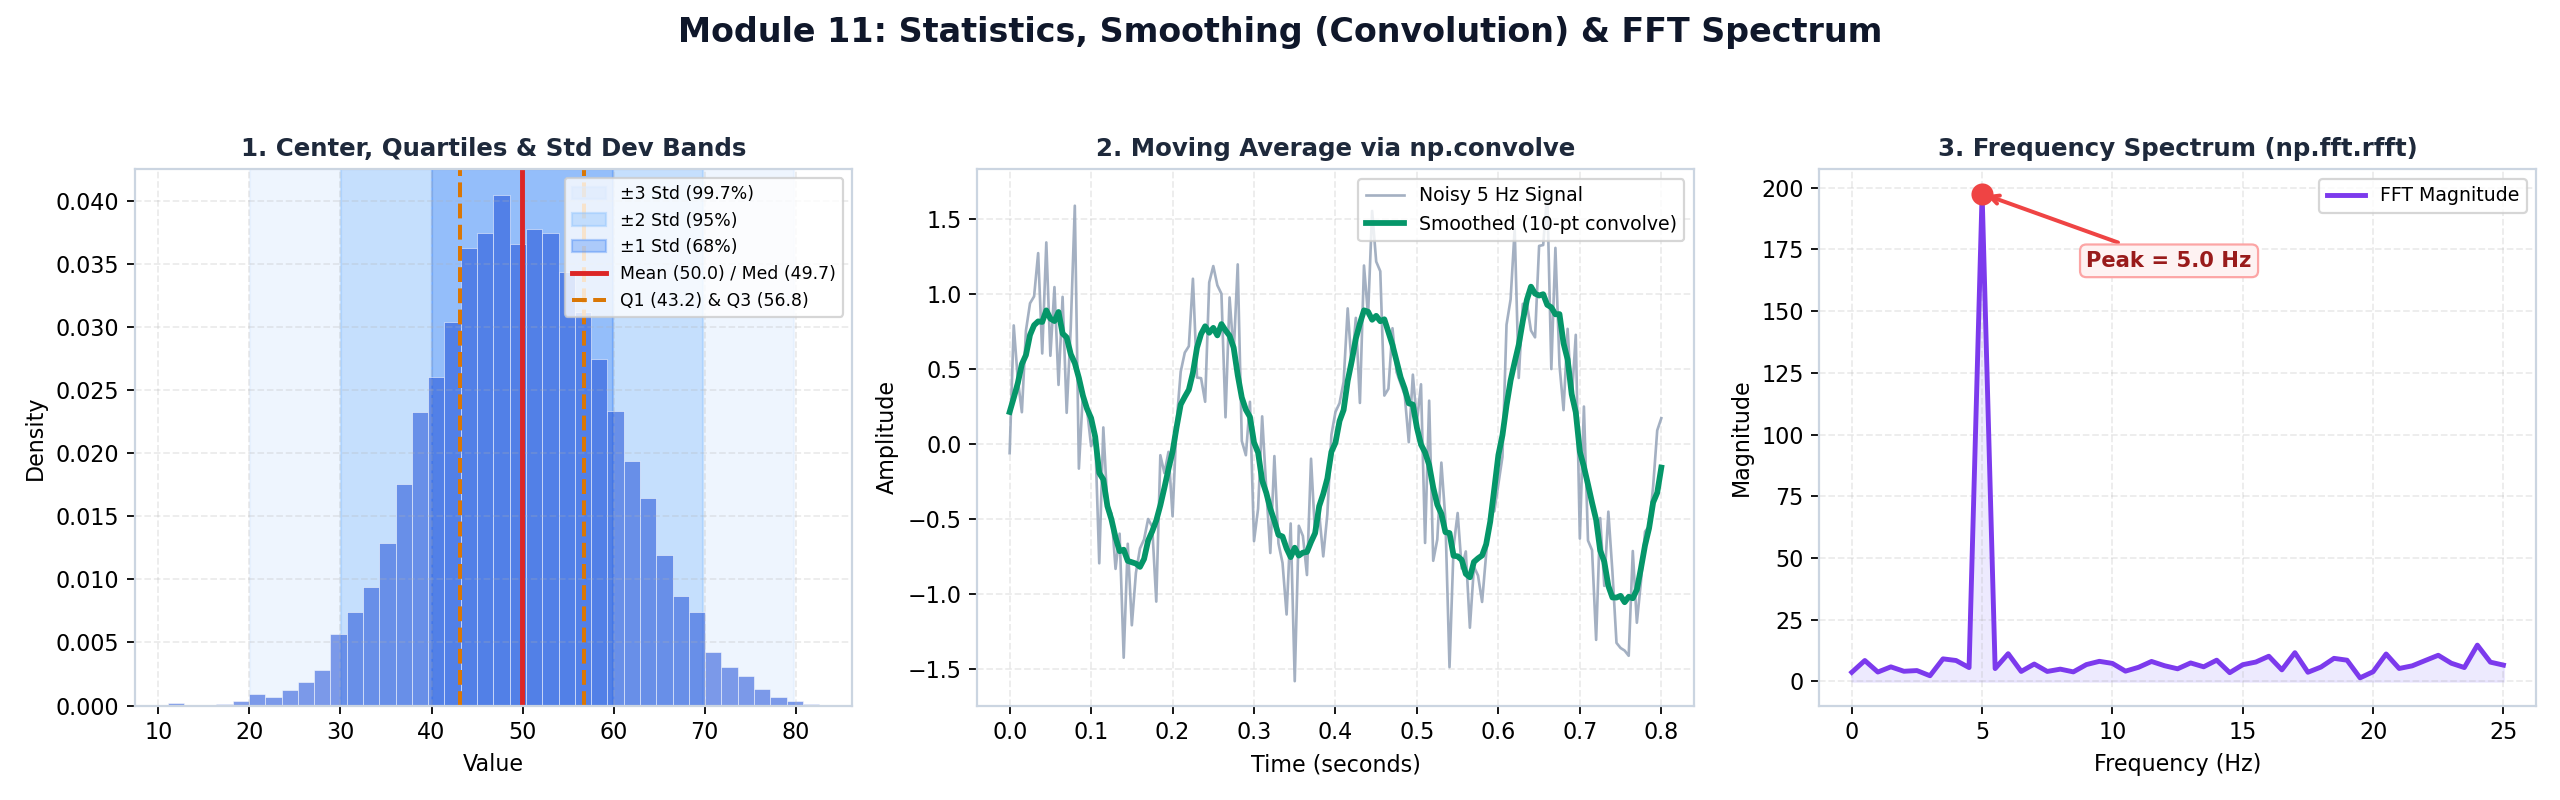 Module 11: Statistics, Smoothing (Convolution) & FFT Spectrum
1. Center, Quartiles & Std Dev Bands
±3 Std (99.7%)
±2 Std (95%)
±1 Std (68%)
Mean (50.0) / Med (49.7)
Q1 (43.2) & Q3 (56.8)
Density
0.040
0.035
0.030
0.025
0.020
0.015
0.010
0.005
0.000
10 20 30 40 50 60 70 80
Value
2. Moving Average via np.convolve
Noisy 5 Hz Signal
Smoothed (10-pt convolve)
Amplitude
1.5
1.0
0.5
0.0
−0.5
−1.0
−1.5
0.0 0.1 0.2 0.3 0.4 0.5 0.6 0.7 0.8
Time (seconds)
3. Frequency Spectrum (np.fft.rfft)
FFT Magnitude
Peak = 5.0 Hz
Magnitude
200
175
150
125
100
75
50
25
0
0 5 10 15 20 25
Frequency (Hz)